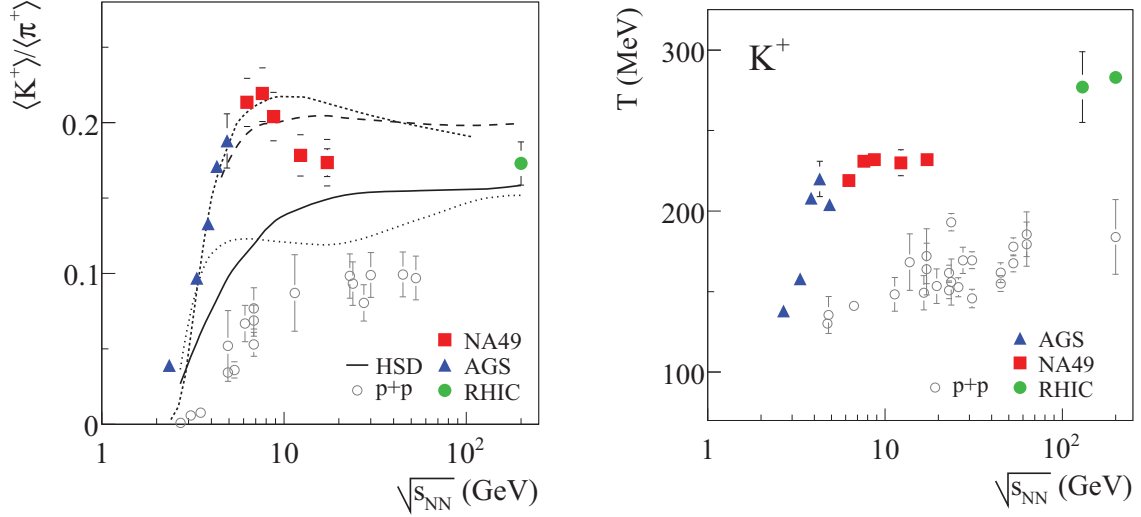 ⟨K⁺⟩/⟨π⁺⟩
0.2
0.1
0
1
10
10²
√s_NN (GeV)
NA49
HSD
AGS
p+p
RHIC
T (MeV)
K⁺
300
200
100
1
10
10²
√s_NN (GeV)
AGS
NA49
p+p
RHIC